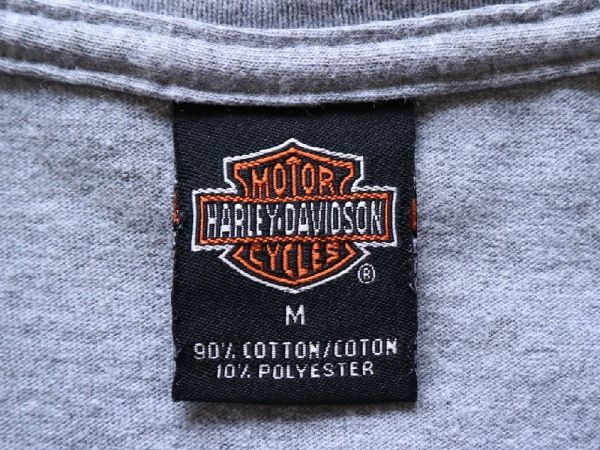 MOTOR
HARLEY-DAVIDSON
CYCLES
®
M
90% COTTON/COTON
10% POLYESTER